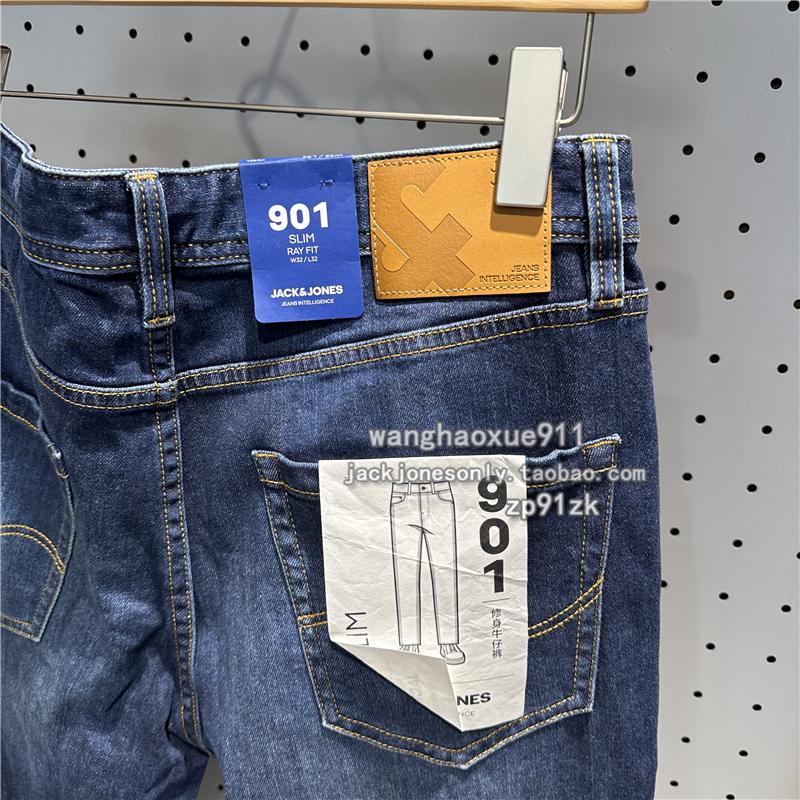 901
SLIM
RAY FIT
W32 / L32
JACK&JONES
JEANS INTELLIGENCE
JEANS
INTELLIGENCE
wanghaoxue911
jackjonesonly.taobao.com
zp91zk
901
修身牛仔裤
LIM
JONES